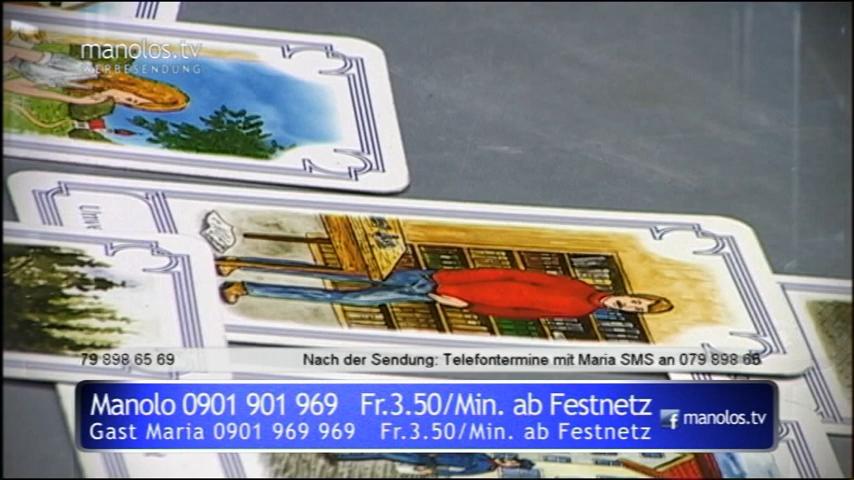 manolos.tv
WERBESENDUNG
79 898 65 69 Nach der Sendung: Telefontermine mit Maria SMS an 079 898 65
Manolo 0901 901 969 Fr.3.50/Min. ab Festnetz
Gast Maria 0901 969 969 Fr.3.50/Min. ab Festnetz
f manolos.tv